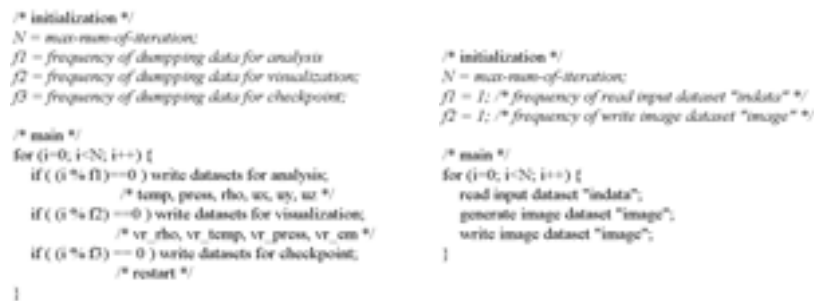 /* initialization */
N = max-num-of-iteration;
f1 = frequency of dumpping data for analysis
f2 = frequency of dumpping data for visualization;
f3 = frequency of dumpping data for checkpoint;
/* main */
for (i=0; i<N; i++) {
if ( (i % f1)==0 ) write datasets for analysis;
/* temp, press, rho, ux, uy, uz */
if ( (i % f2) ==0 ) write datasets for visualization;
/* vr_rho, vr_temp, vr_press, vr_em */
if ( (i % f3) == 0 ) write datasets for checkpoint;
/* restart */
}
/* initialization */
N = max-num-of-iteration;
f1 = 1; /* frequency of read input dataset "indata" */
f2 = 1; /* frequency of write image dataset "image" */
/* main */
for (i=0; i<N; i++) {
read input dataset "indata";
generate image dataset "image";
write image dataset "image";
}